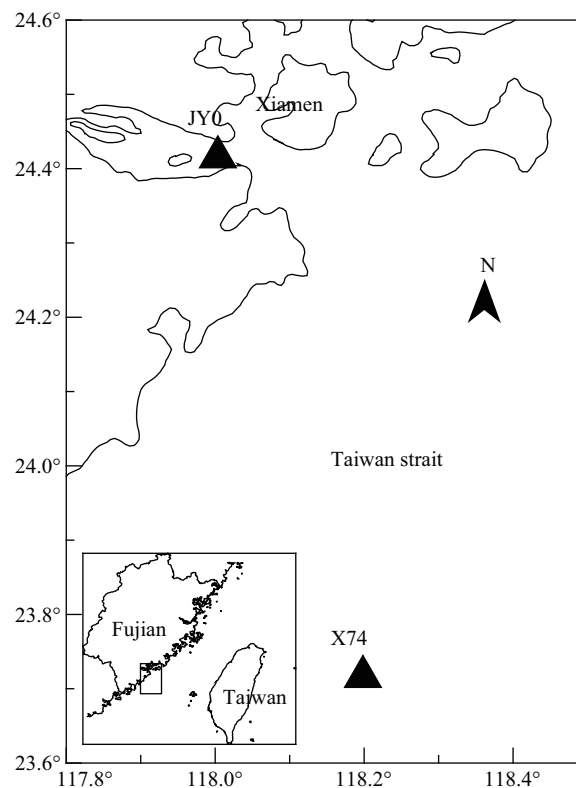 24.6°
JY0
Xiamen
24.4°
N
24.2°
24.0°
Taiwan strait
23.8°
X74
Fujian
Taiwan
23.6°
117.8°
118.0°
118.2°
118.4°